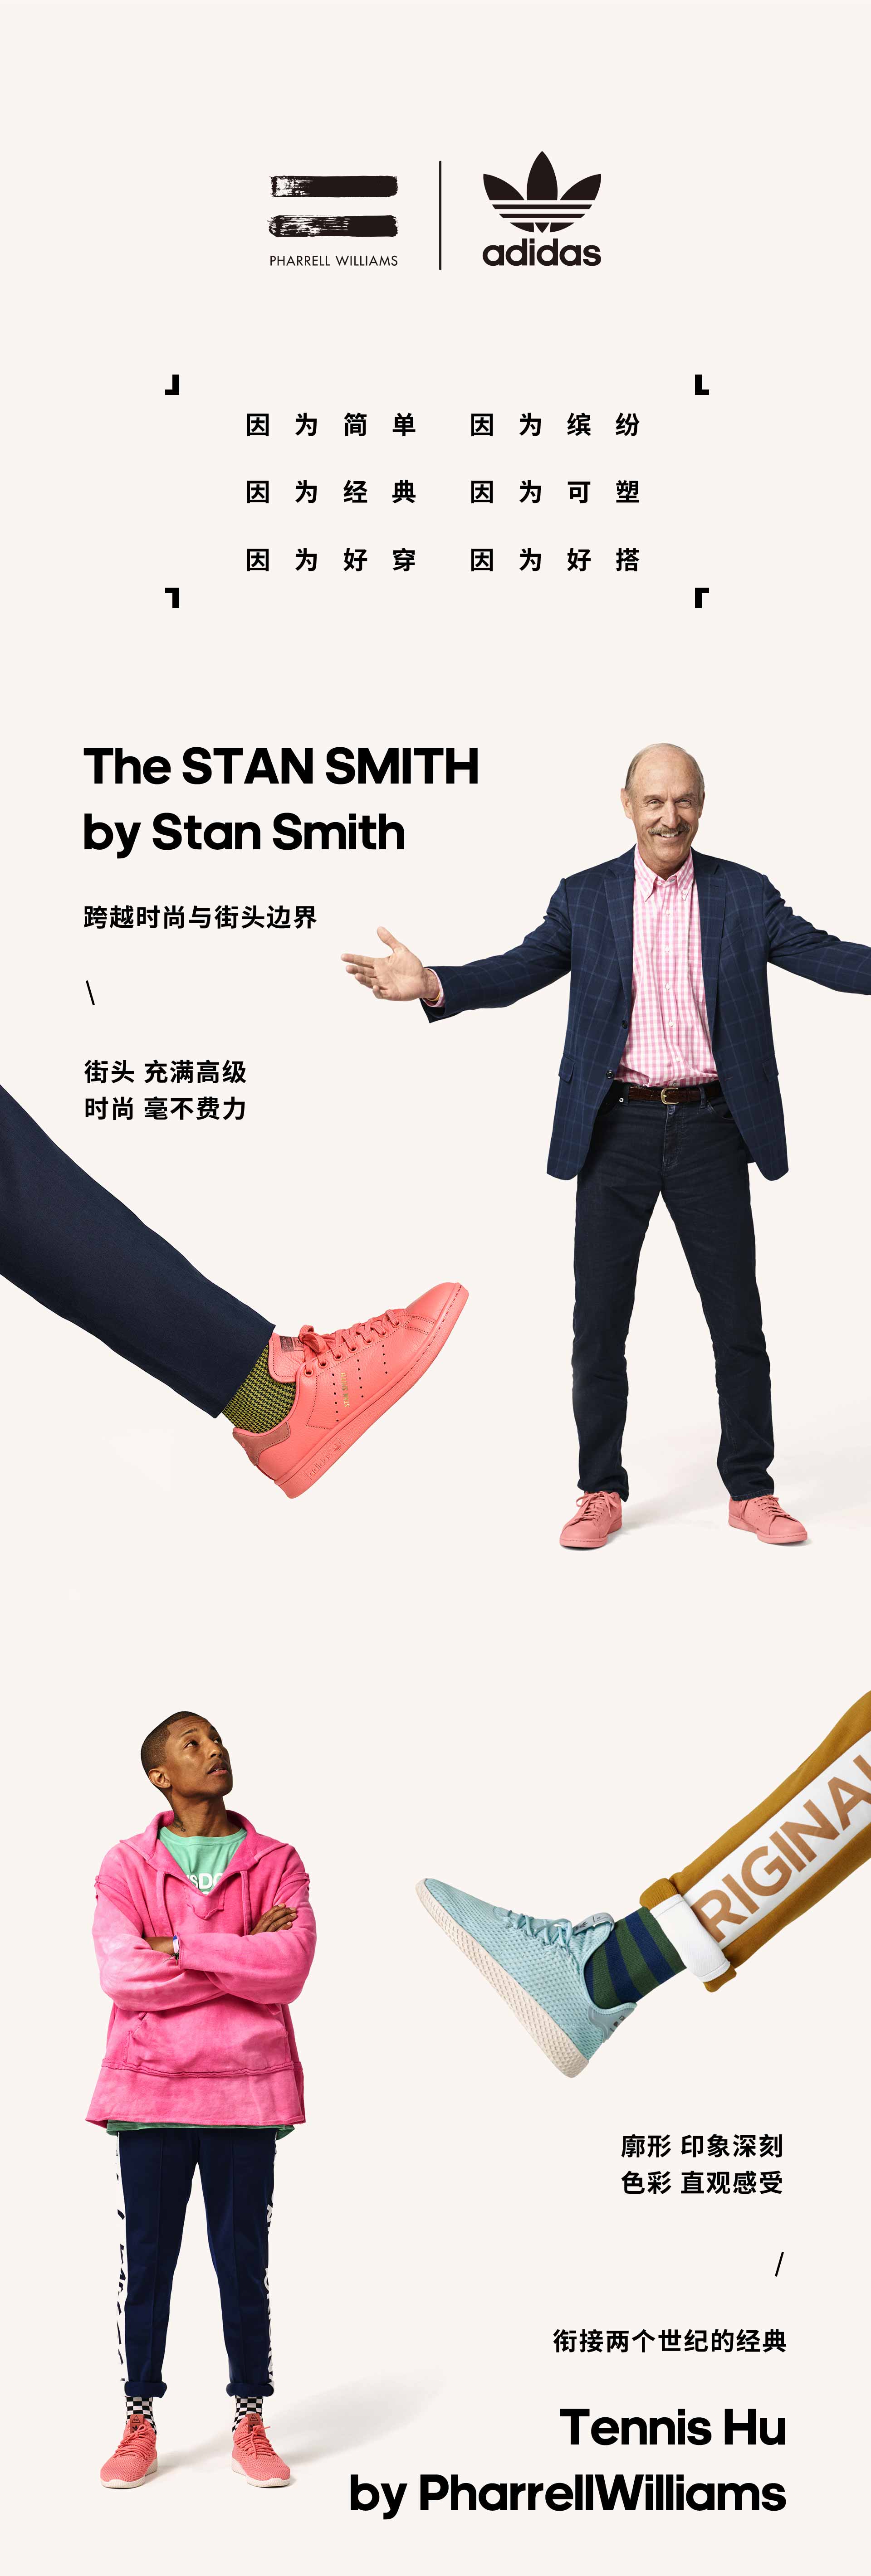 PHARRELL WILLIAMS
adidas
因为简单 因为缤纷
因为经典 因为可塑
因为好穿 因为好搭
The STAN SMITH
by Stan Smith
跨越时尚与街头边界
\
街头 充满高级
时尚 毫不费力
adidas
RIGINAL
廓形 印象深刻
色彩 直观感受
/
衔接两个世纪的经典
Tennis Hu
by PharrellWilliams